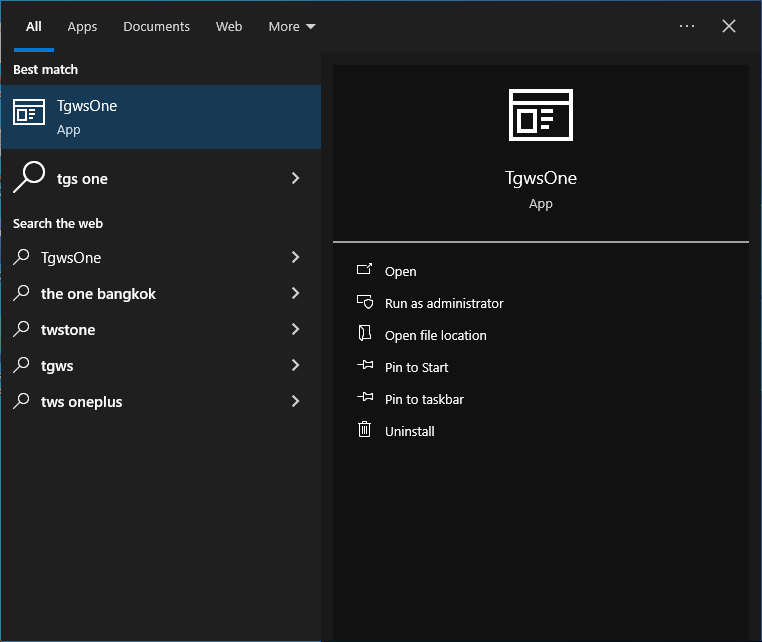 All Apps Documents Web More
Best match
TgwsOne
App
tgs one
Search the web
TgwsOne
the one bangkok
twstone
tgws
tws oneplus
TgwsOne
App
Open
Run as administrator
Open file location
Pin to Start
Pin to taskbar
Uninstall